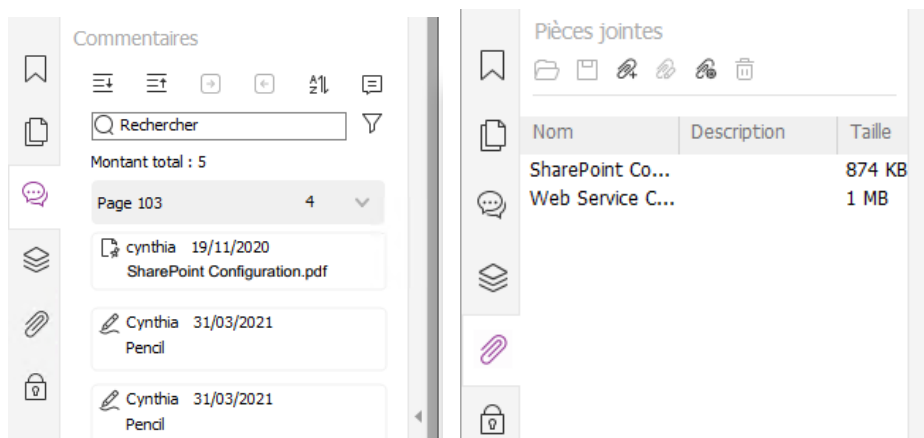 Commentaires
Rechercher
Montant total : 5
Page 103 4
cynthia 19/11/2020
SharePoint Configuration.pdf
Cynthia 31/03/2021
Pencil
Cynthia 31/03/2021
Pencil
Pièces jointes
Nom Description Taille
SharePoint Co... 874 KB
Web Service C... 1 MB